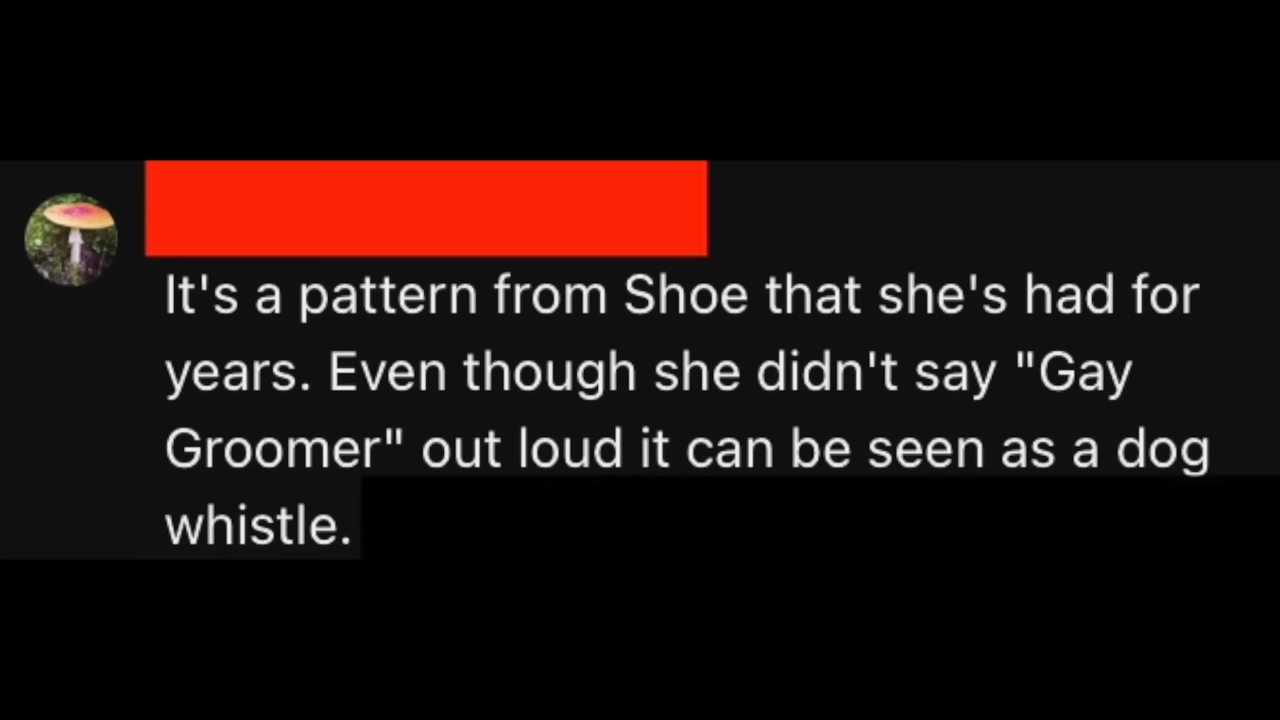 It's a pattern from Shoe that she's had for
years. Even though she didn't say "Gay
Groomer" out loud it can be seen as a dog
whistle.